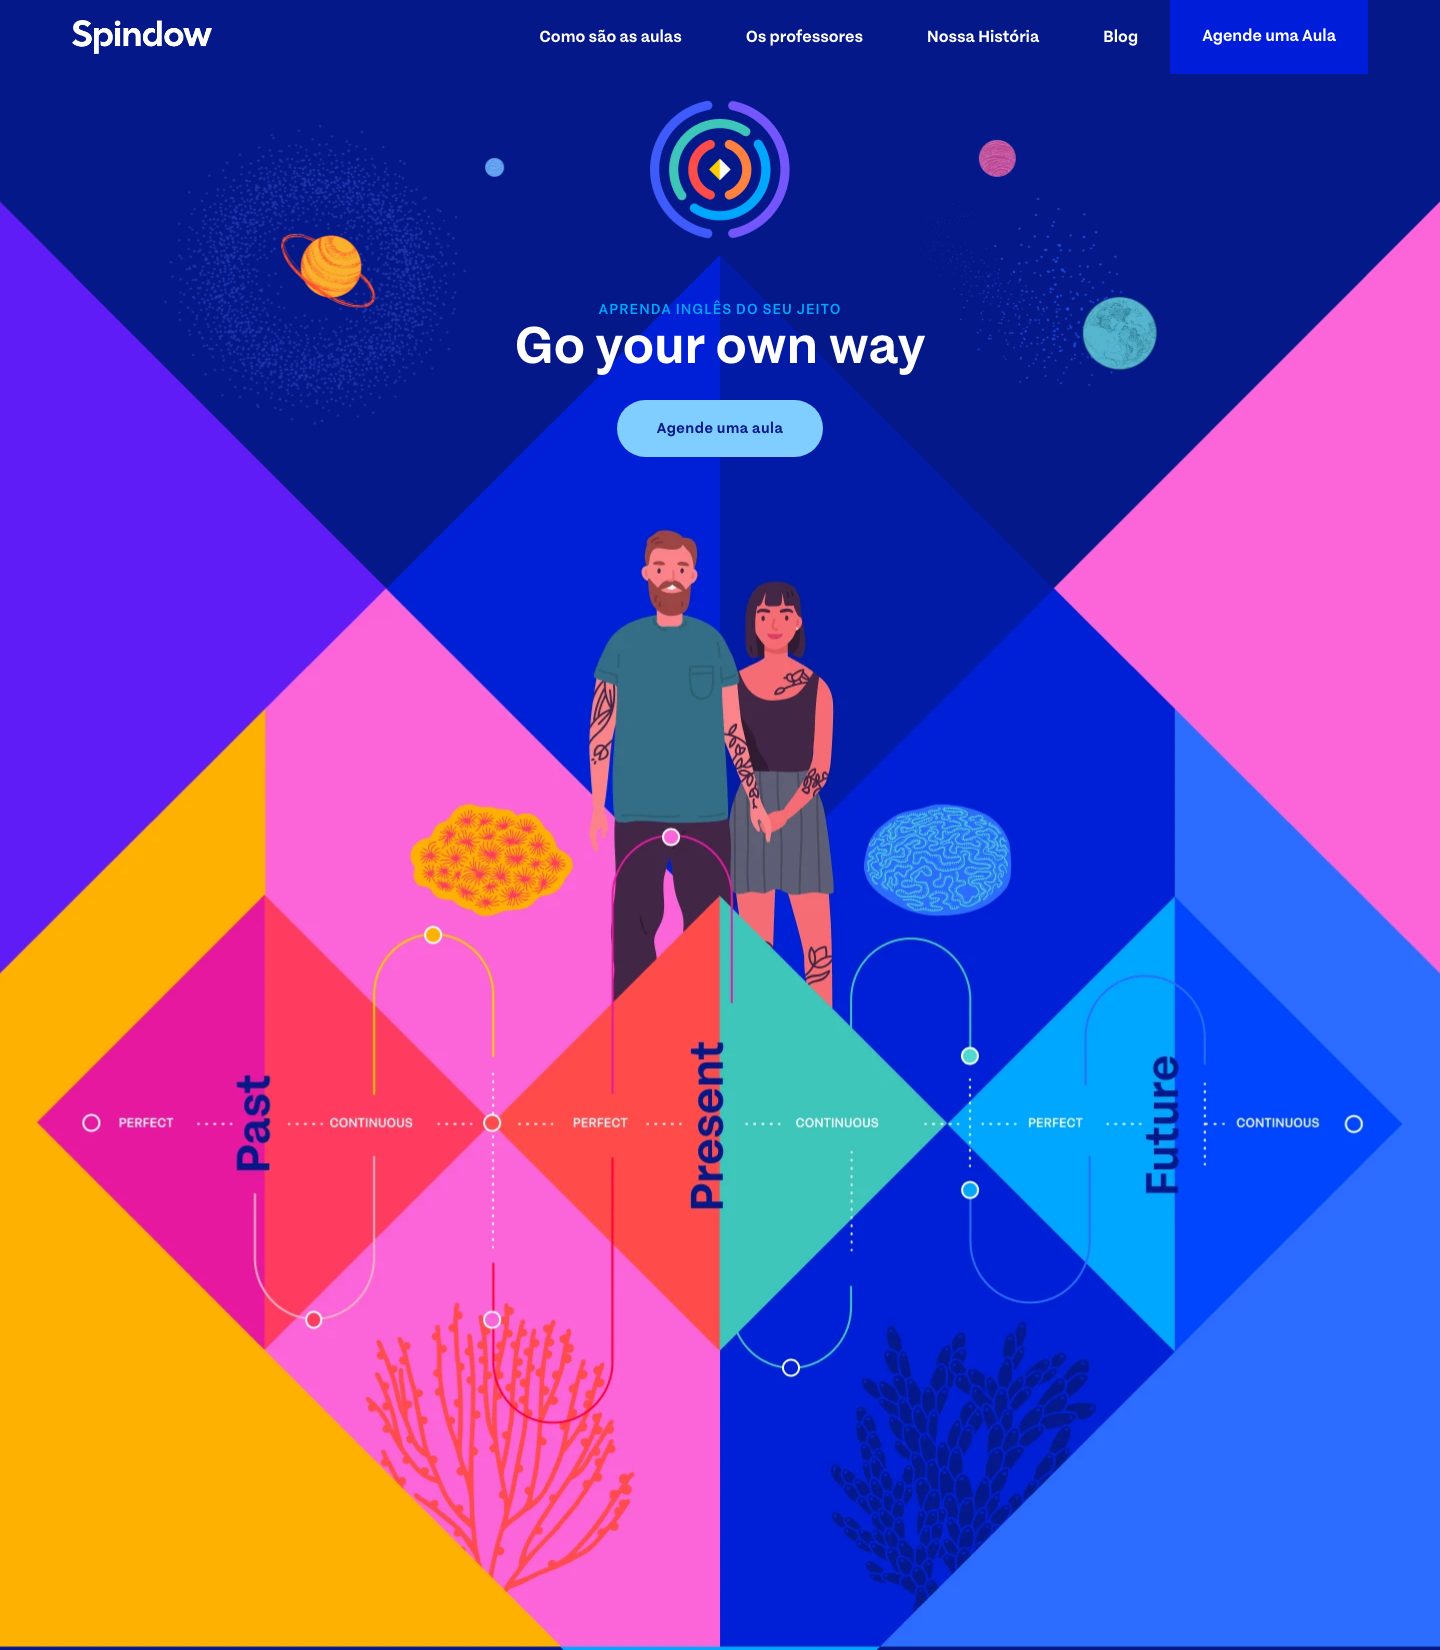 Spindow
Como são as aulas
Os professores
Nossa História
Blog
Agende uma Aula
APRENDA INGLÊS DO SEU JEITO
Go your own way
Agende uma aula
PERFECT
Past
CONTINUOUS
PERFECT
Present
CONTINUOUS
PERFECT
Future
CONTINUOUS